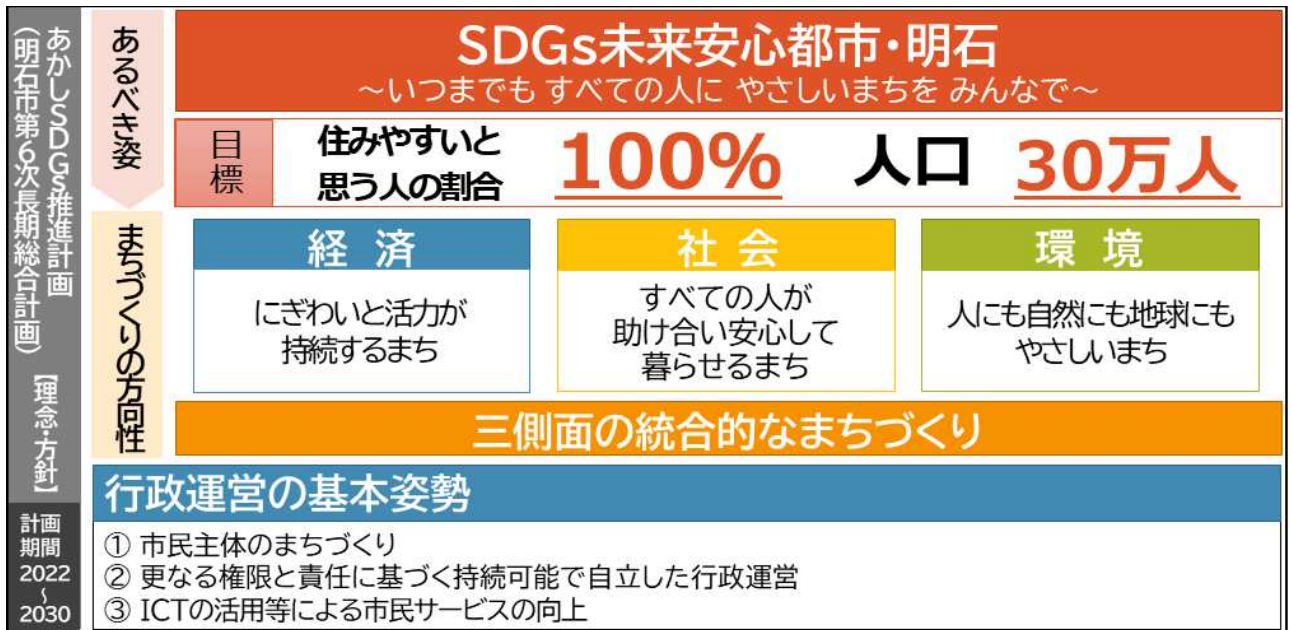 あかしSDGs推進計画
（明石市第６次長期総合計画）
【理念・方針】
計画
期間
2022
～
2030
あるべき姿
SDGs未来安心都市・明石
～いつまでも すべての人に やさしいまちを みんなで～
目標
住みやすいと
思う人の割合
100%
人口
30万人
まちづくりの方向性
経 済
にぎわいと活力が
持続するまち
社 会
すべての人が
助け合い安心して
暮らせるまち
環 境
人にも自然にも地球にも
やさしいまち
三側面の統合的なまちづくり
行政運営の基本姿勢
① 市民主体のまちづくり
② 更なる権限と責任に基づく持続可能で自立した行政運営
③ ICTの活用等による市民サービスの向上